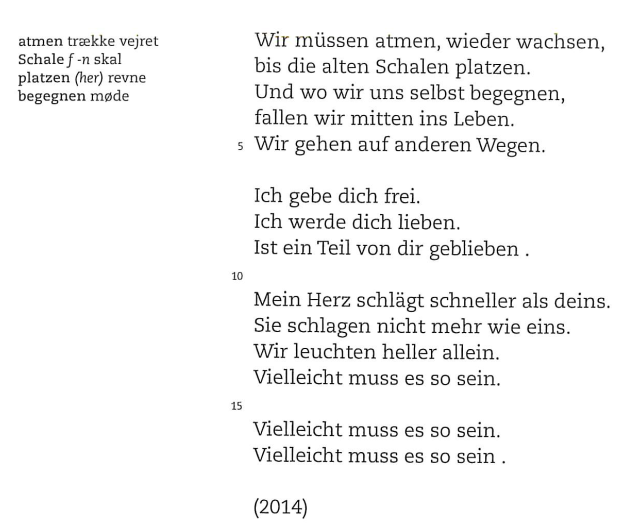 atmen trække vejret
Schale f -n skal
platzen (her) revne
begegnen møde
Wir müssen atmen, wieder wachsen,
bis die alten Schalen platzen.
Und wo wir uns selbst begegnen,
fallen wir mitten ins Leben.
5 Wir gehen auf anderen Wegen.
Ich gebe dich frei.
Ich werde dich lieben.
Ist ein Teil von dir geblieben .
10
Mein Herz schlägt schneller als deins.
Sie schlagen nicht mehr wie eins.
Wir leuchten heller allein.
Vielleicht muss es so sein.
15
Vielleicht muss es so sein.
Vielleicht muss es so sein .
(2014)